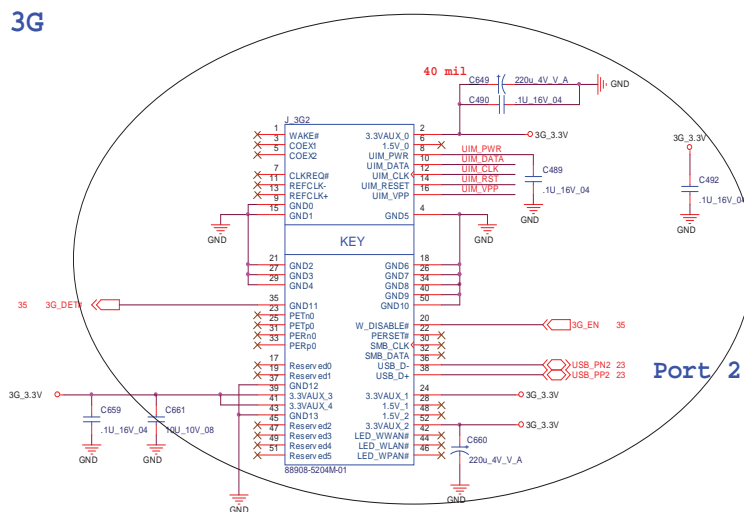 3G
40 mil
C649 220u_4V_V_A
GND
C490 .1U_16V_04
J_3G2
1 WAKE# 3.3VAUX_0 2 3G_3.3V
3 COEX1 1.5V_0 6
5 COEX2 UIM_PWR 8 UIM_PWR
UIM_DATA 10 UIM_DATA
7 CLKREQ# UIM_CLK 12 UIM_CLK
11 REFCLK- UIM_RESET 14 UIM_RST
13 REFCLK+ UIM_VPP 16 UIM_VPP
9 GND0
15 GND1 GND5 4
C489
.1U_16V_04
GND
3G_3.3V
C492
.1U_16V_04
GND
GND
GND
KEY
21 GND2 GND6 18
27 GND3 GND7 26
29 GND4 GND8 34
GND9 40
35 GND11 GND10 50
35 3G_DET#
23 PETn0
25 PETp0 W_DISABLE# 20 3G_EN 35
31 PERn0 PERSET# 22
33 PERp0 SMB_CLK 30
SMB_DATA 32
17 Reserved0 USB_D- 36 USB_PN2 23
19 Reserved1 USB_D+ 38 USB_PP2 23
Port 2
37 GND12
3G_3.3V
39 3.3VAUX_3 3.3VAUX_1 24 3G_3.3V
41 3.3VAUX_4 1.5V_1 28
43 GND13 1.5V_2 48
45 Reserved2 3.3VAUX_2 52 3G_3.3V
47 Reserved3 LED_WWAN# 42
49 Reserved4 LED_WLAN# 44
51 Reserved5 LED_WPAN# 46
C659
.1U_16V_04
GND
C661
10U_10V_08
GND
C660
220u_4V_V_A
GND
88908-5204M-01
GND